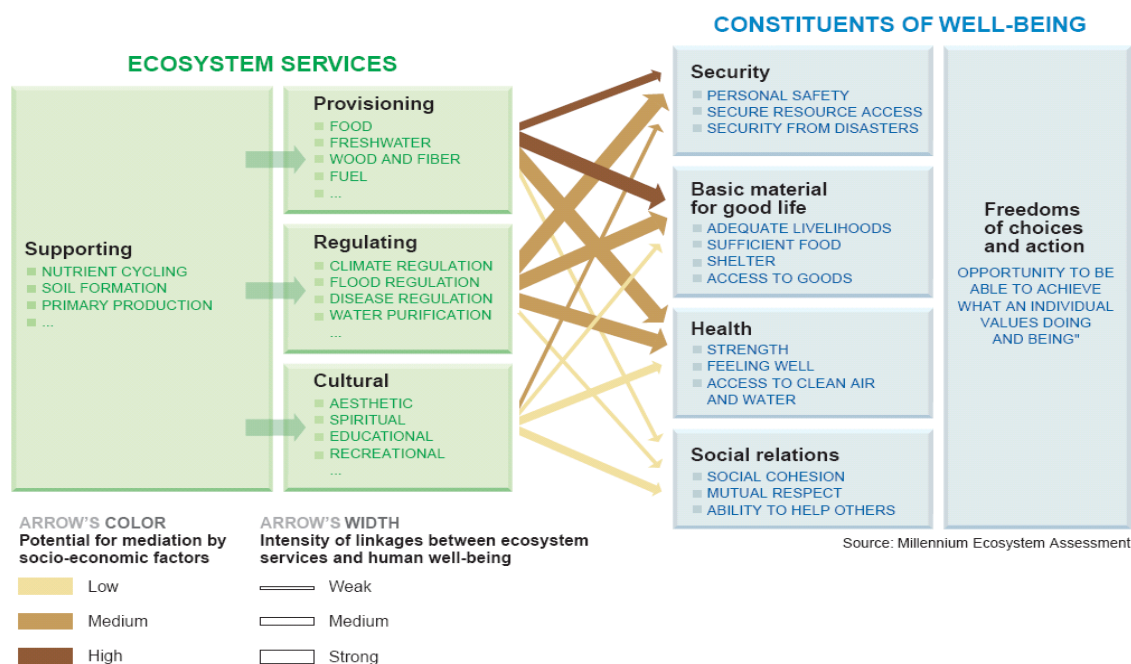 CONSTITUENTS OF WELL-BEING
ECOSYSTEM SERVICES
Supporting
NUTRIENT CYCLING
SOIL FORMATION
PRIMARY PRODUCTION
...
Provisioning
FOOD
FRESHWATER
WOOD AND FIBER
FUEL
...
Regulating
CLIMATE REGULATION
FLOOD REGULATION
DISEASE REGULATION
WATER PURIFICATION
...
Cultural
AESTHETIC
SPIRITUAL
EDUCATIONAL
RECREATIONAL
...
Security
PERSONAL SAFETY
SECURE RESOURCE ACCESS
SECURITY FROM DISASTERS
Basic material
for good life
ADEQUATE LIVELIHOODS
SUFFICIENT FOOD
SHELTER
ACCESS TO GOODS
Health
STRENGTH
FEELING WELL
ACCESS TO CLEAN AIR
AND WATER
Social relations
SOCIAL COHESION
MUTUAL RESPECT
ABILITY TO HELP OTHERS
Freedoms
of choices
and action
OPPORTUNITY TO BE
ABLE TO ACHIEVE
WHAT AN INDIVIDUAL
VALUES DOING
AND BEING"
Source: Millennium Ecosystem Assessment
ARROW'S COLOR
Potential for mediation by
socio-economic factors
Low
Medium
High
ARROW'S WIDTH
Intensity of linkages between ecosystem
services and human well-being
Weak
Medium
Strong